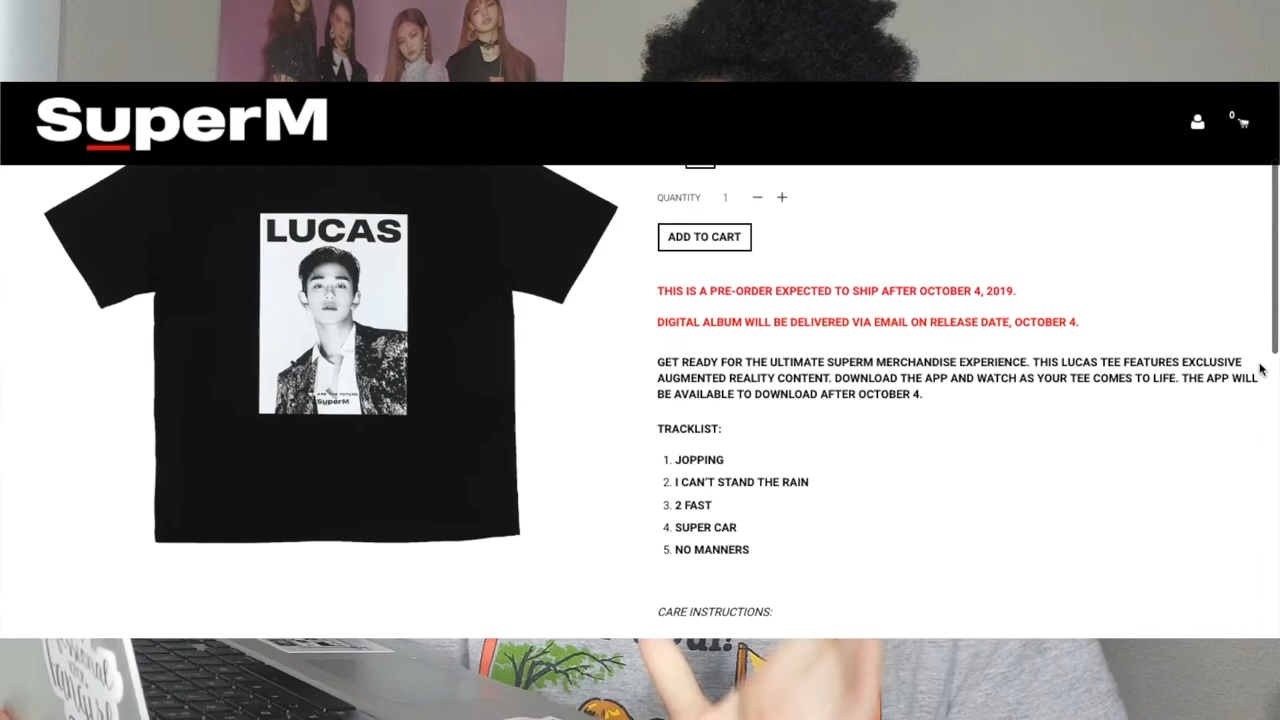 SuperM
0
LUCAS
SuperM
QUANTITY 1 − +
ADD TO CART
THIS IS A PRE-ORDER EXPECTED TO SHIP AFTER OCTOBER 4, 2019.
DIGITAL ALBUM WILL BE DELIVERED VIA EMAIL ON RELEASE DATE, OCTOBER 4.
GET READY FOR THE ULTIMATE SUPERM MERCHANDISE EXPERIENCE. THIS LUCAS TEE FEATURES EXCLUSIVE
AUGMENTED REALITY CONTENT. DOWNLOAD THE APP AND WATCH AS YOUR TEE COMES TO LIFE. THE APP WILL
BE AVAILABLE TO DOWNLOAD AFTER OCTOBER 4.
TRACKLIST:
1. JOPPING
2. I CAN'T STAND THE RAIN
3. 2 FAST
4. SUPER CAR
5. NO MANNERS
CARE INSTRUCTIONS: